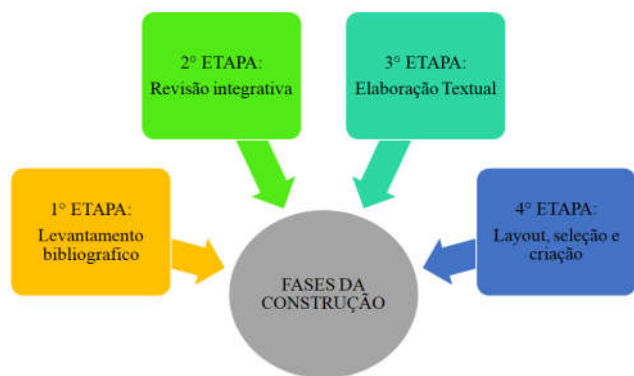 1° ETAPA:
Levantamento
bibliografico
2° ETAPA:
Revisão integrativa
3° ETAPA:
Elaboração Textual
4° ETAPA:
Layout, seleção e
criação
FASES DA
CONSTRUÇÃO